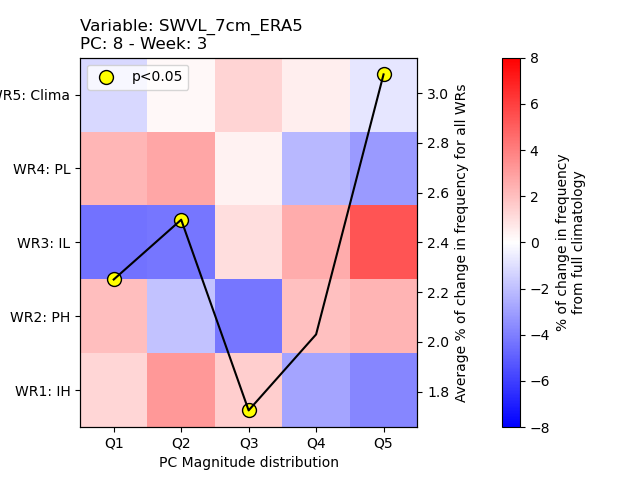 Variable: SWVL_7cm_ERA5
PC: 8 - Week: 3
p<0.05
R5: Clima
WR4: PL
WR3: IL
WR2: PH
WR1: IH
Q1 Q2 Q3 Q4 Q5
PC Magnitude distribution
3.0
2.8
2.6
2.4
2.2
2.0
1.8
Average % of change in frequency for all WRs
8
6
4
2
0
−2
−4
−6
−8
% of change in frequency
from full climatology